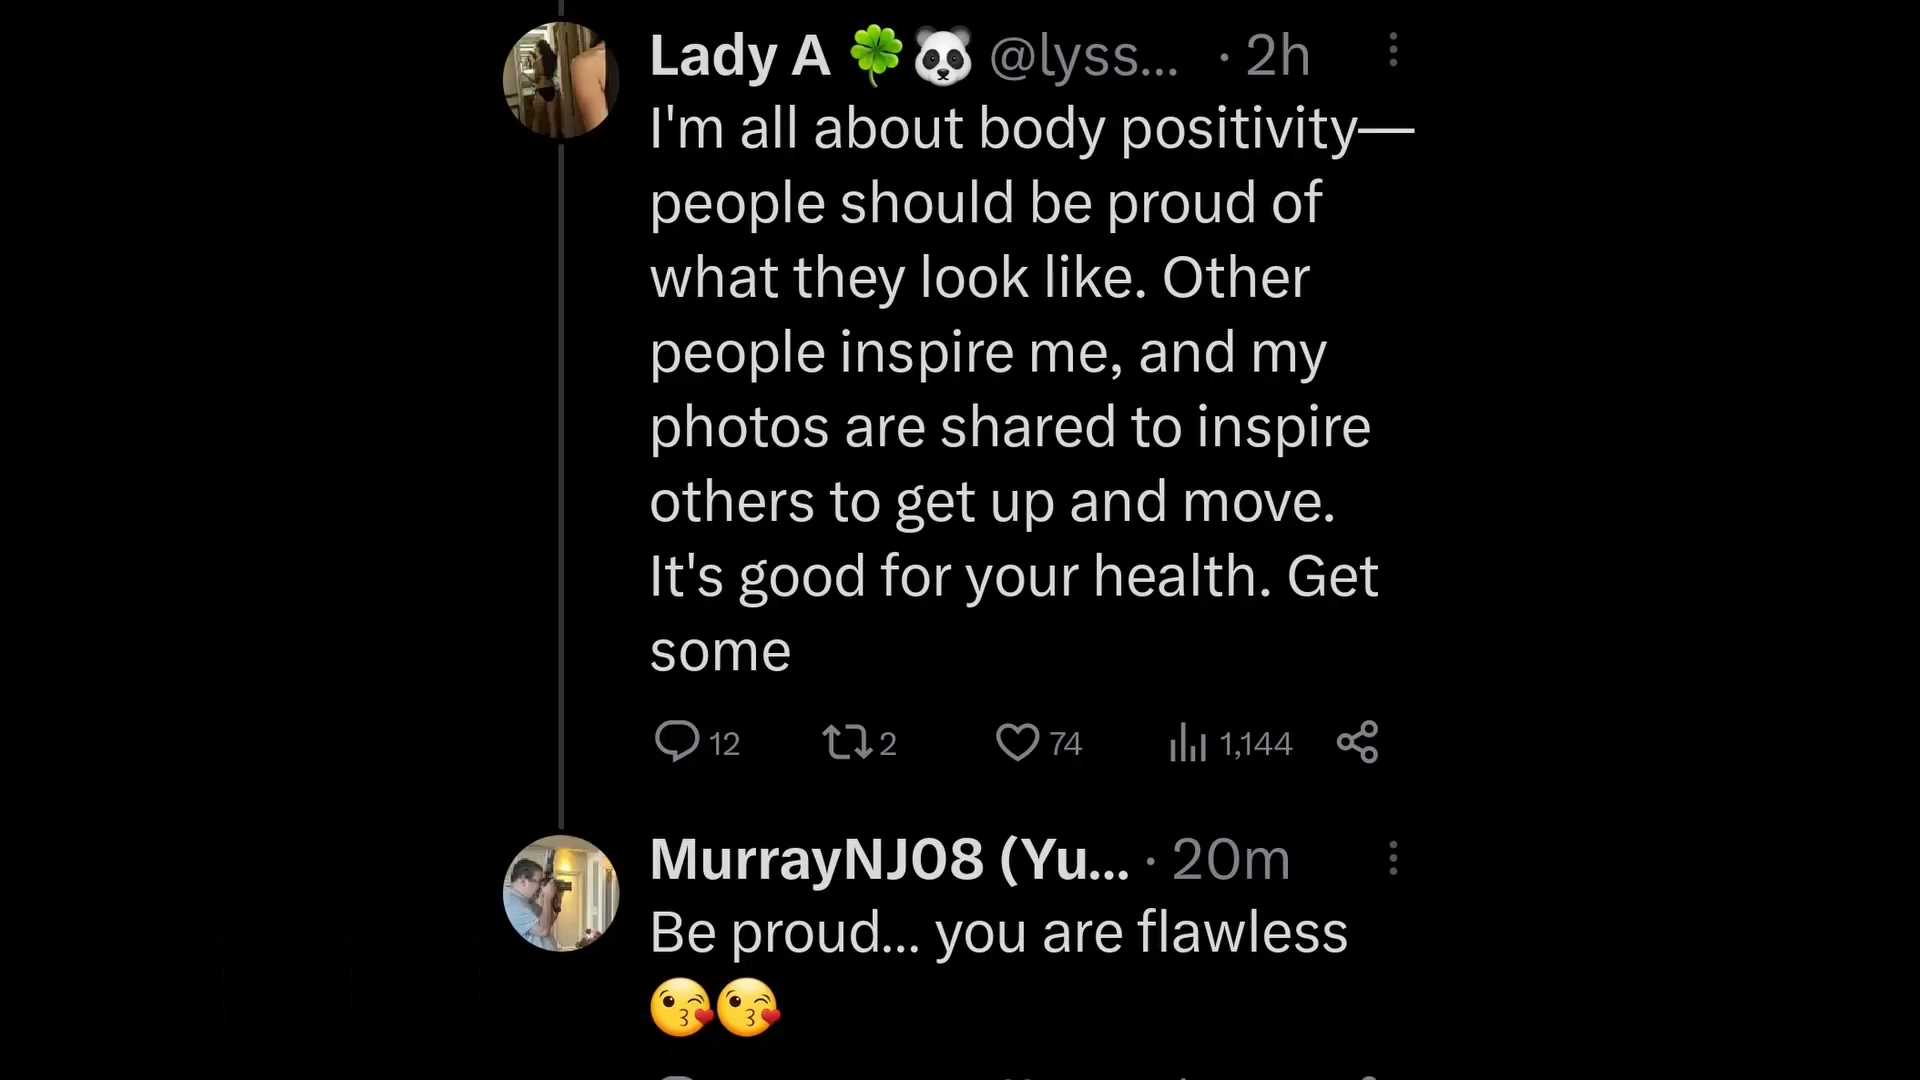 Lady A 🍀🐼 @lyss... · 2h
I'm all about body positivity—
people should be proud of
what they look like. Other
people inspire me, and my
photos are shared to inspire
others to get up and move.
It's good for your health. Get
some
12 2 74 1,144
MurrayNJ08 (Yu... · 20m
Be proud... you are flawless
😘😘